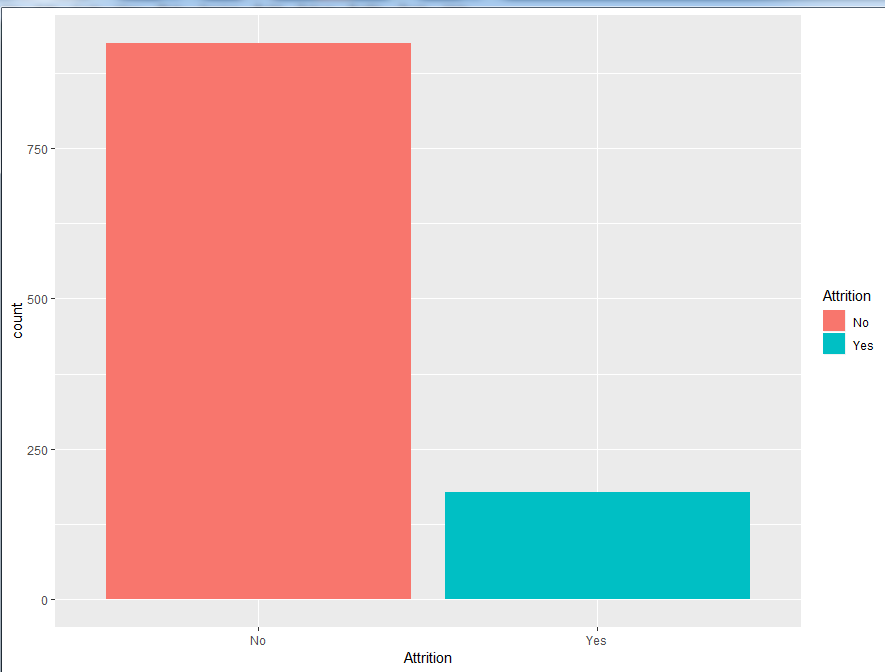 750
500
250
0
count
No
Yes
Attrition
Attrition
No
Yes